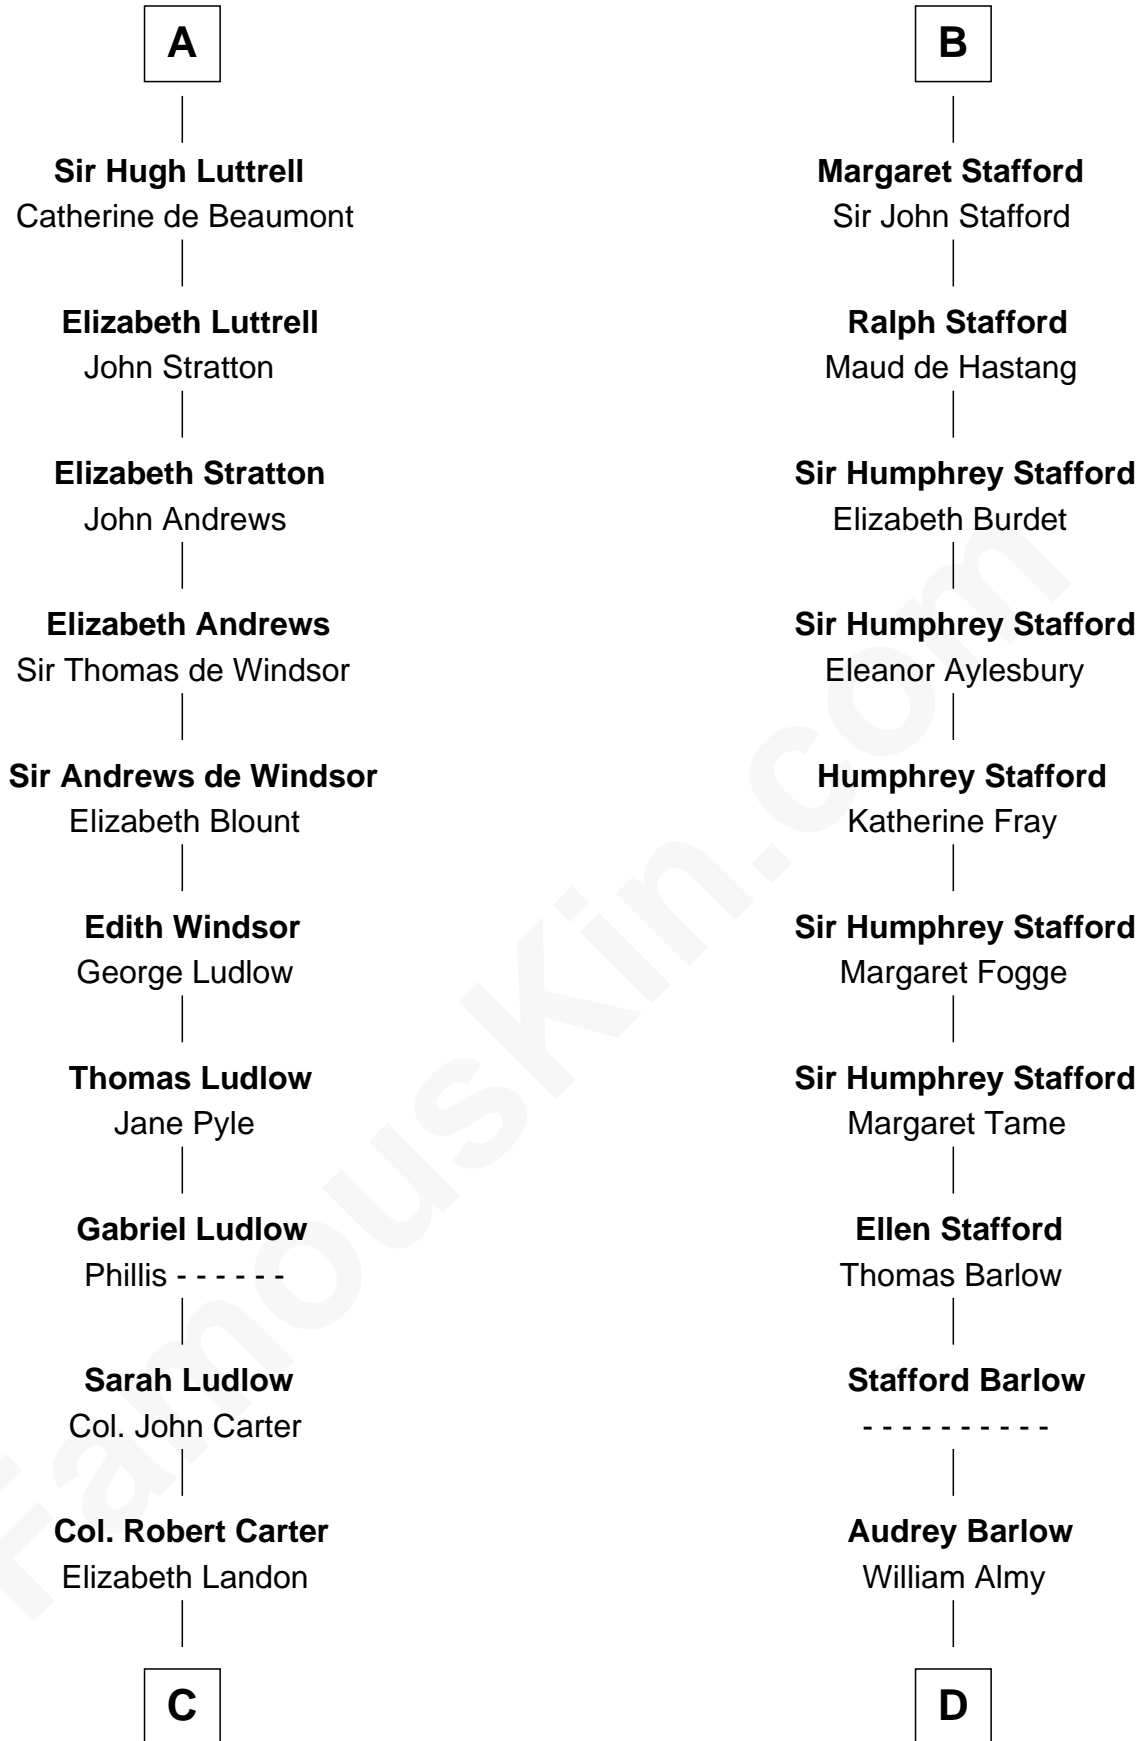 A
Sir Hugh Luttrell
Catherine de Beaumont
Elizabeth Luttrell
John Stratton
Elizabeth Stratton
John Andrews
Elizabeth Andrews
Sir Thomas de Windsor
Sir Andrews de Windsor
Elizabeth Blount
Edith Windsor
George Ludlow
Thomas Ludlow
Jane Pyle
Gabriel Ludlow
Phillis - - - - - -
Sarah Ludlow
Col. John Carter
Col. Robert Carter
Elizabeth Landon
C
B
Margaret Stafford
Sir John Stafford
Ralph Stafford
Maud de Hastang
Sir Humphrey Stafford
Elizabeth Burdet
Sir Humphrey Stafford
Eleanor Aylesbury
Humphrey Stafford
Katherine Fray
Sir Humphrey Stafford
Margaret Fogge
Sir Humphrey Stafford
Margaret Tame
Ellen Stafford
Thomas Barlow
Stafford Barlow
- - - - - - - - - -
Audrey Barlow
William Almy
D
FamousKin.com